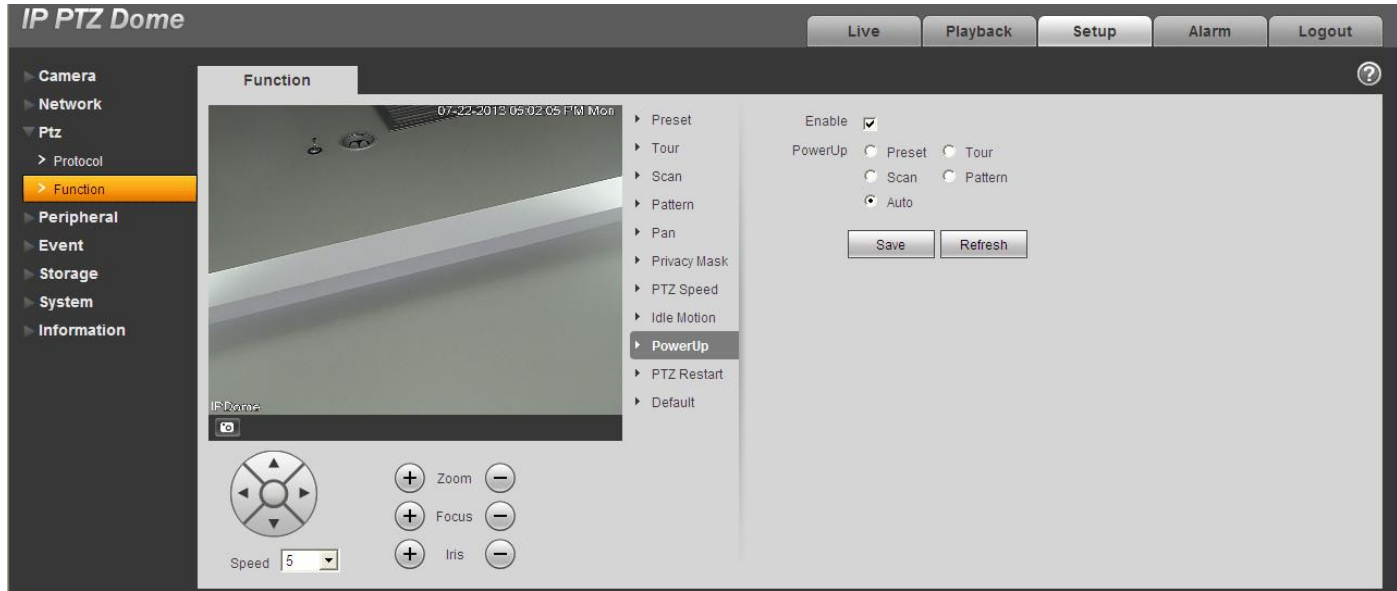 IP PTZ Dome
Live Playback Setup Alarm Logout
Camera
Network
Ptz
> Protocol
> Function
Peripheral
Event
Storage
System
Information
Function
?
07-22-2013 05:02:05 PM Mon
IP Dome
Preset
Tour
Scan
Pattern
Pan
Privacy Mask
PTZ Speed
Idle Motion
PowerUp
PTZ Restart
Default
Enable
PowerUp Preset Tour
Scan Pattern
Auto
Save Refresh
+ Zoom −
+ Focus −
+ Iris −
Speed 5